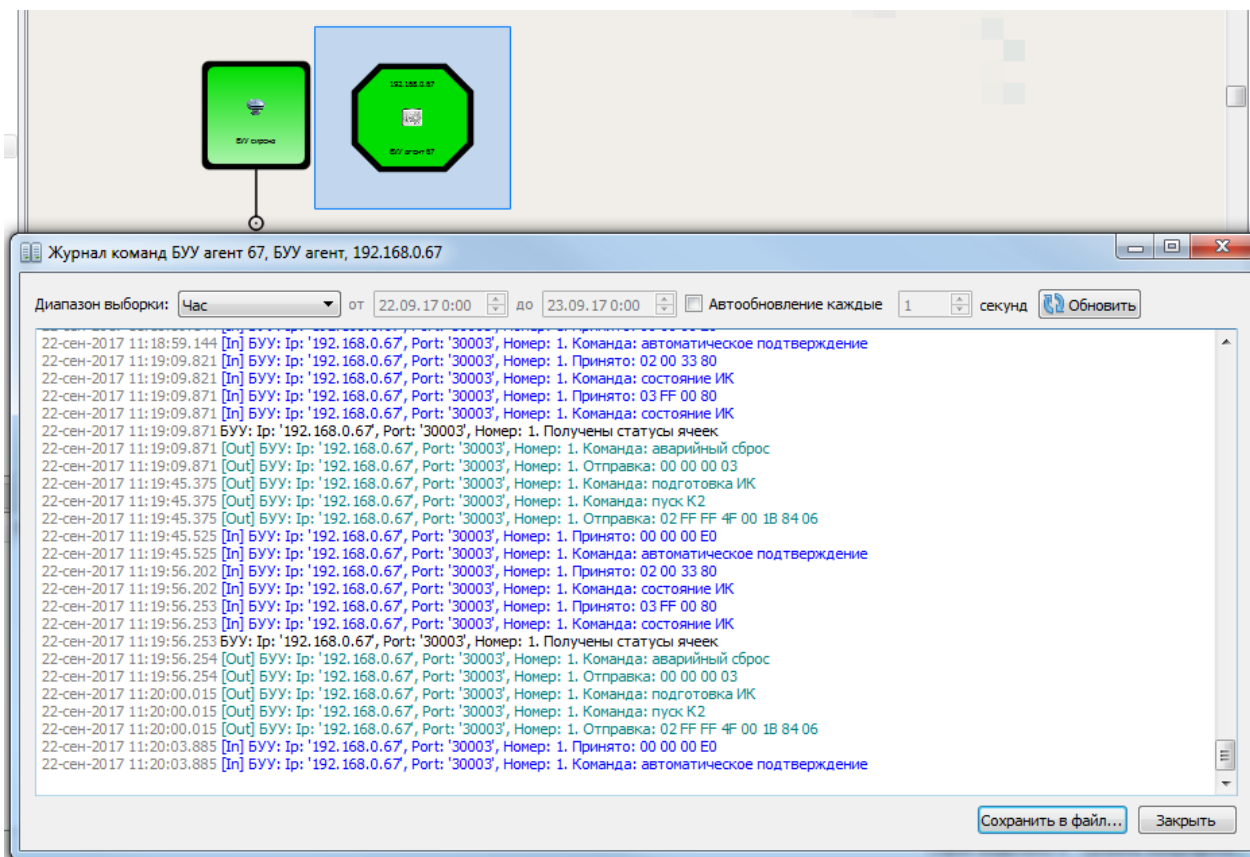 192.168.0.67
БУУ сирена
БУУ агент 67
Журнал команд БУУ агент 67, БУУ агент, 192.168.0.67
Диапазон выборки: Час от 22.09.17 0:00 до 23.09.17 0:00 Автообновление каждые 1 секунд Обновить
22-сен-2017 11:18:59.144 [In] БУУ: Ip: '192.168.0.67', Port: '30003', Номер: 1. Команда: автоматическое подтверждение
22-сен-2017 11:19:09.821 [In] БУУ: Ip: '192.168.0.67', Port: '30003', Номер: 1. Принято: 02 00 33 80
22-сен-2017 11:19:09.821 [In] БУУ: Ip: '192.168.0.67', Port: '30003', Номер: 1. Команда: состояние ИК
22-сен-2017 11:19:09.871 [In] БУУ: Ip: '192.168.0.67', Port: '30003', Номер: 1. Принято: 03 FF 00 80
22-сен-2017 11:19:09.871 [In] БУУ: Ip: '192.168.0.67', Port: '30003', Номер: 1. Команда: состояние ИК
22-сен-2017 11:19:09.871 БУУ: Ip: '192.168.0.67', Port: '30003', Номер: 1. Получены статусы ячеек
22-сен-2017 11:19:09.871 [Out] БУУ: Ip: '192.168.0.67', Port: '30003', Номер: 1. Команда: аварийный сброс
22-сен-2017 11:19:09.871 [Out] БУУ: Ip: '192.168.0.67', Port: '30003', Номер: 1. Отправка: 00 00 00 03
22-сен-2017 11:19:45.375 [Out] БУУ: Ip: '192.168.0.67', Port: '30003', Номер: 1. Команда: подготовка ИК
22-сен-2017 11:19:45.375 [Out] БУУ: Ip: '192.168.0.67', Port: '30003', Номер: 1. Команда: пуск К2
22-сен-2017 11:19:45.375 [Out] БУУ: Ip: '192.168.0.67', Port: '30003', Номер: 1. Отправка: 02 FF FF 4F 00 1B 84 06
22-сен-2017 11:19:45.525 [In] БУУ: Ip: '192.168.0.67', Port: '30003', Номер: 1. Принято: 00 00 00 E0
22-сен-2017 11:19:45.525 [In] БУУ: Ip: '192.168.0.67', Port: '30003', Номер: 1. Команда: автоматическое подтверждение
22-сен-2017 11:19:56.202 [In] БУУ: Ip: '192.168.0.67', Port: '30003', Номер: 1. Принято: 02 00 33 80
22-сен-2017 11:19:56.202 [In] БУУ: Ip: '192.168.0.67', Port: '30003', Номер: 1. Команда: состояние ИК
22-сен-2017 11:19:56.253 [In] БУУ: Ip: '192.168.0.67', Port: '30003', Номер: 1. Принято: 03 FF 00 80
22-сен-2017 11:19:56.253 [In] БУУ: Ip: '192.168.0.67', Port: '30003', Номер: 1. Команда: состояние ИК
22-сен-2017 11:19:56.253 БУУ: Ip: '192.168.0.67', Port: '30003', Номер: 1. Получены статусы ячеек
22-сен-2017 11:19:56.254 [Out] БУУ: Ip: '192.168.0.67', Port: '30003', Номер: 1. Команда: аварийный сброс
22-сен-2017 11:19:56.254 [Out] БУУ: Ip: '192.168.0.67', Port: '30003', Номер: 1. Отправка: 00 00 00 03
22-сен-2017 11:20:00.015 [Out] БУУ: Ip: '192.168.0.67', Port: '30003', Номер: 1. Команда: подготовка ИК
22-сен-2017 11:20:00.015 [Out] БУУ: Ip: '192.168.0.67', Port: '30003', Номер: 1. Команда: пуск К2
22-сен-2017 11:20:00.015 [Out] БУУ: Ip: '192.168.0.67', Port: '30003', Номер: 1. Отправка: 02 FF FF 4F 00 1B 84 06
22-сен-2017 11:20:03.885 [In] БУУ: Ip: '192.168.0.67', Port: '30003', Номер: 1. Принято: 00 00 00 E0
22-сен-2017 11:20:03.885 [In] БУУ: Ip: '192.168.0.67', Port: '30003', Номер: 1. Команда: автоматическое подтверждение
Сохранить в файл... Закрыть